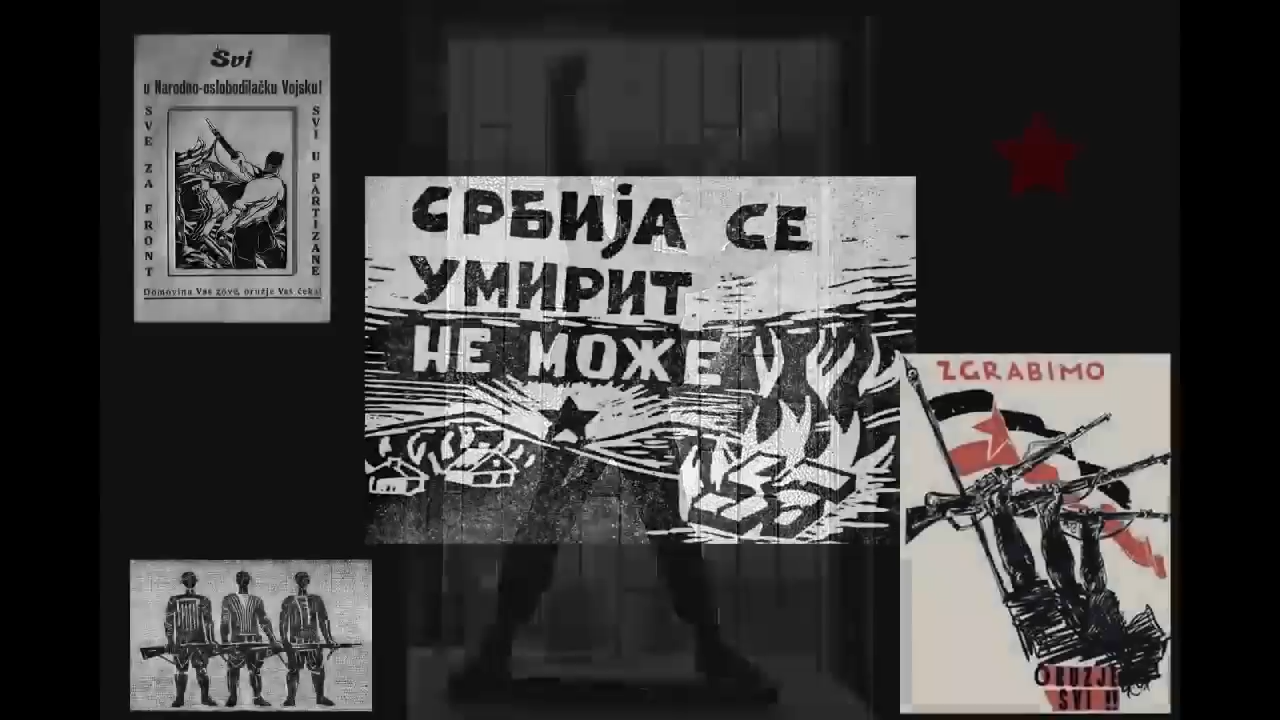 Svi
u Narodno-oslobodilačku Vojsku!
SVE ZA FRONT
SVI U PARTIZANE
Domovina Vas zove, oružje Vas čeka!
СРБИЈА СЕ
УМИРИТ
НЕ МОЖЕ
ZGRABIMO
ORUZJE
SVI !!